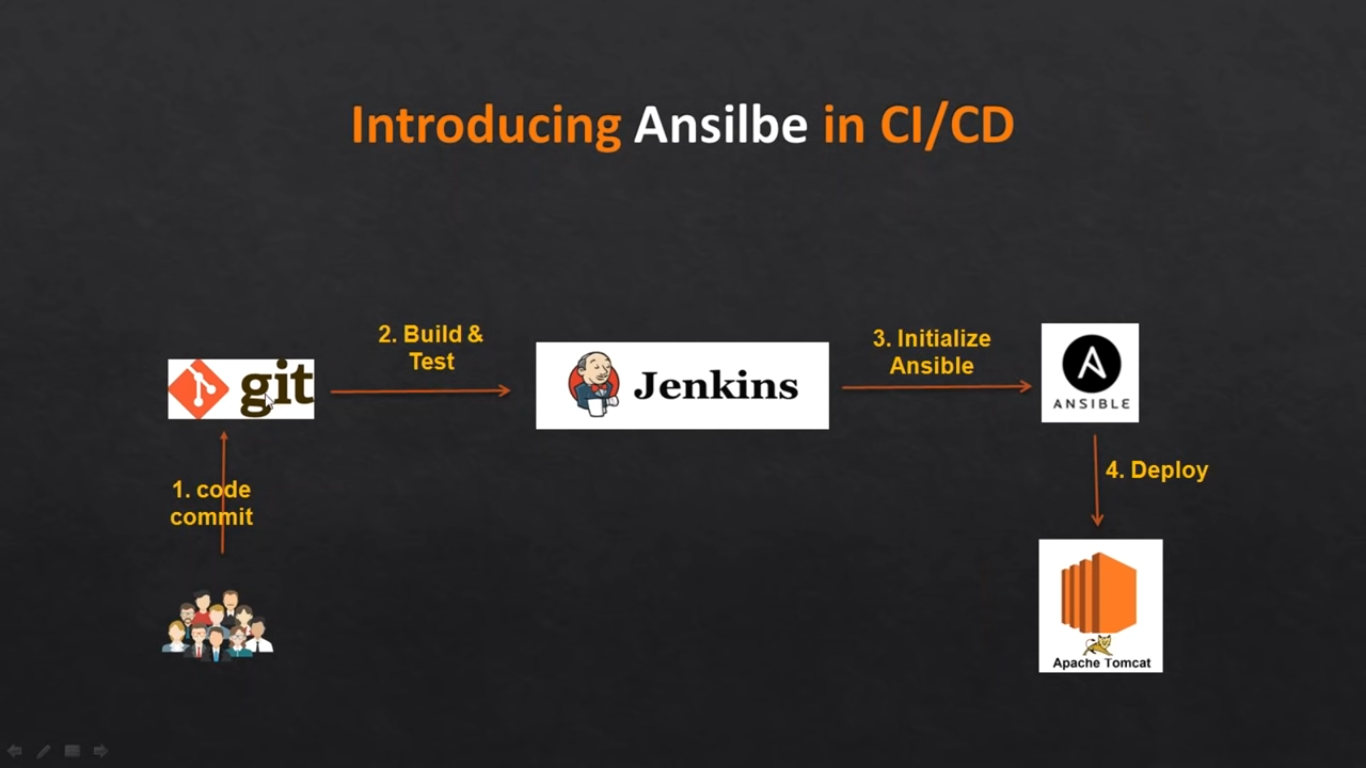 Introducing Ansilbe in CI/CD
2. Build &
Test
3. Initialize
Ansible
git
Jenkins
ANSIBLE
1. code
commit
4. Deploy
Apache Tomcat